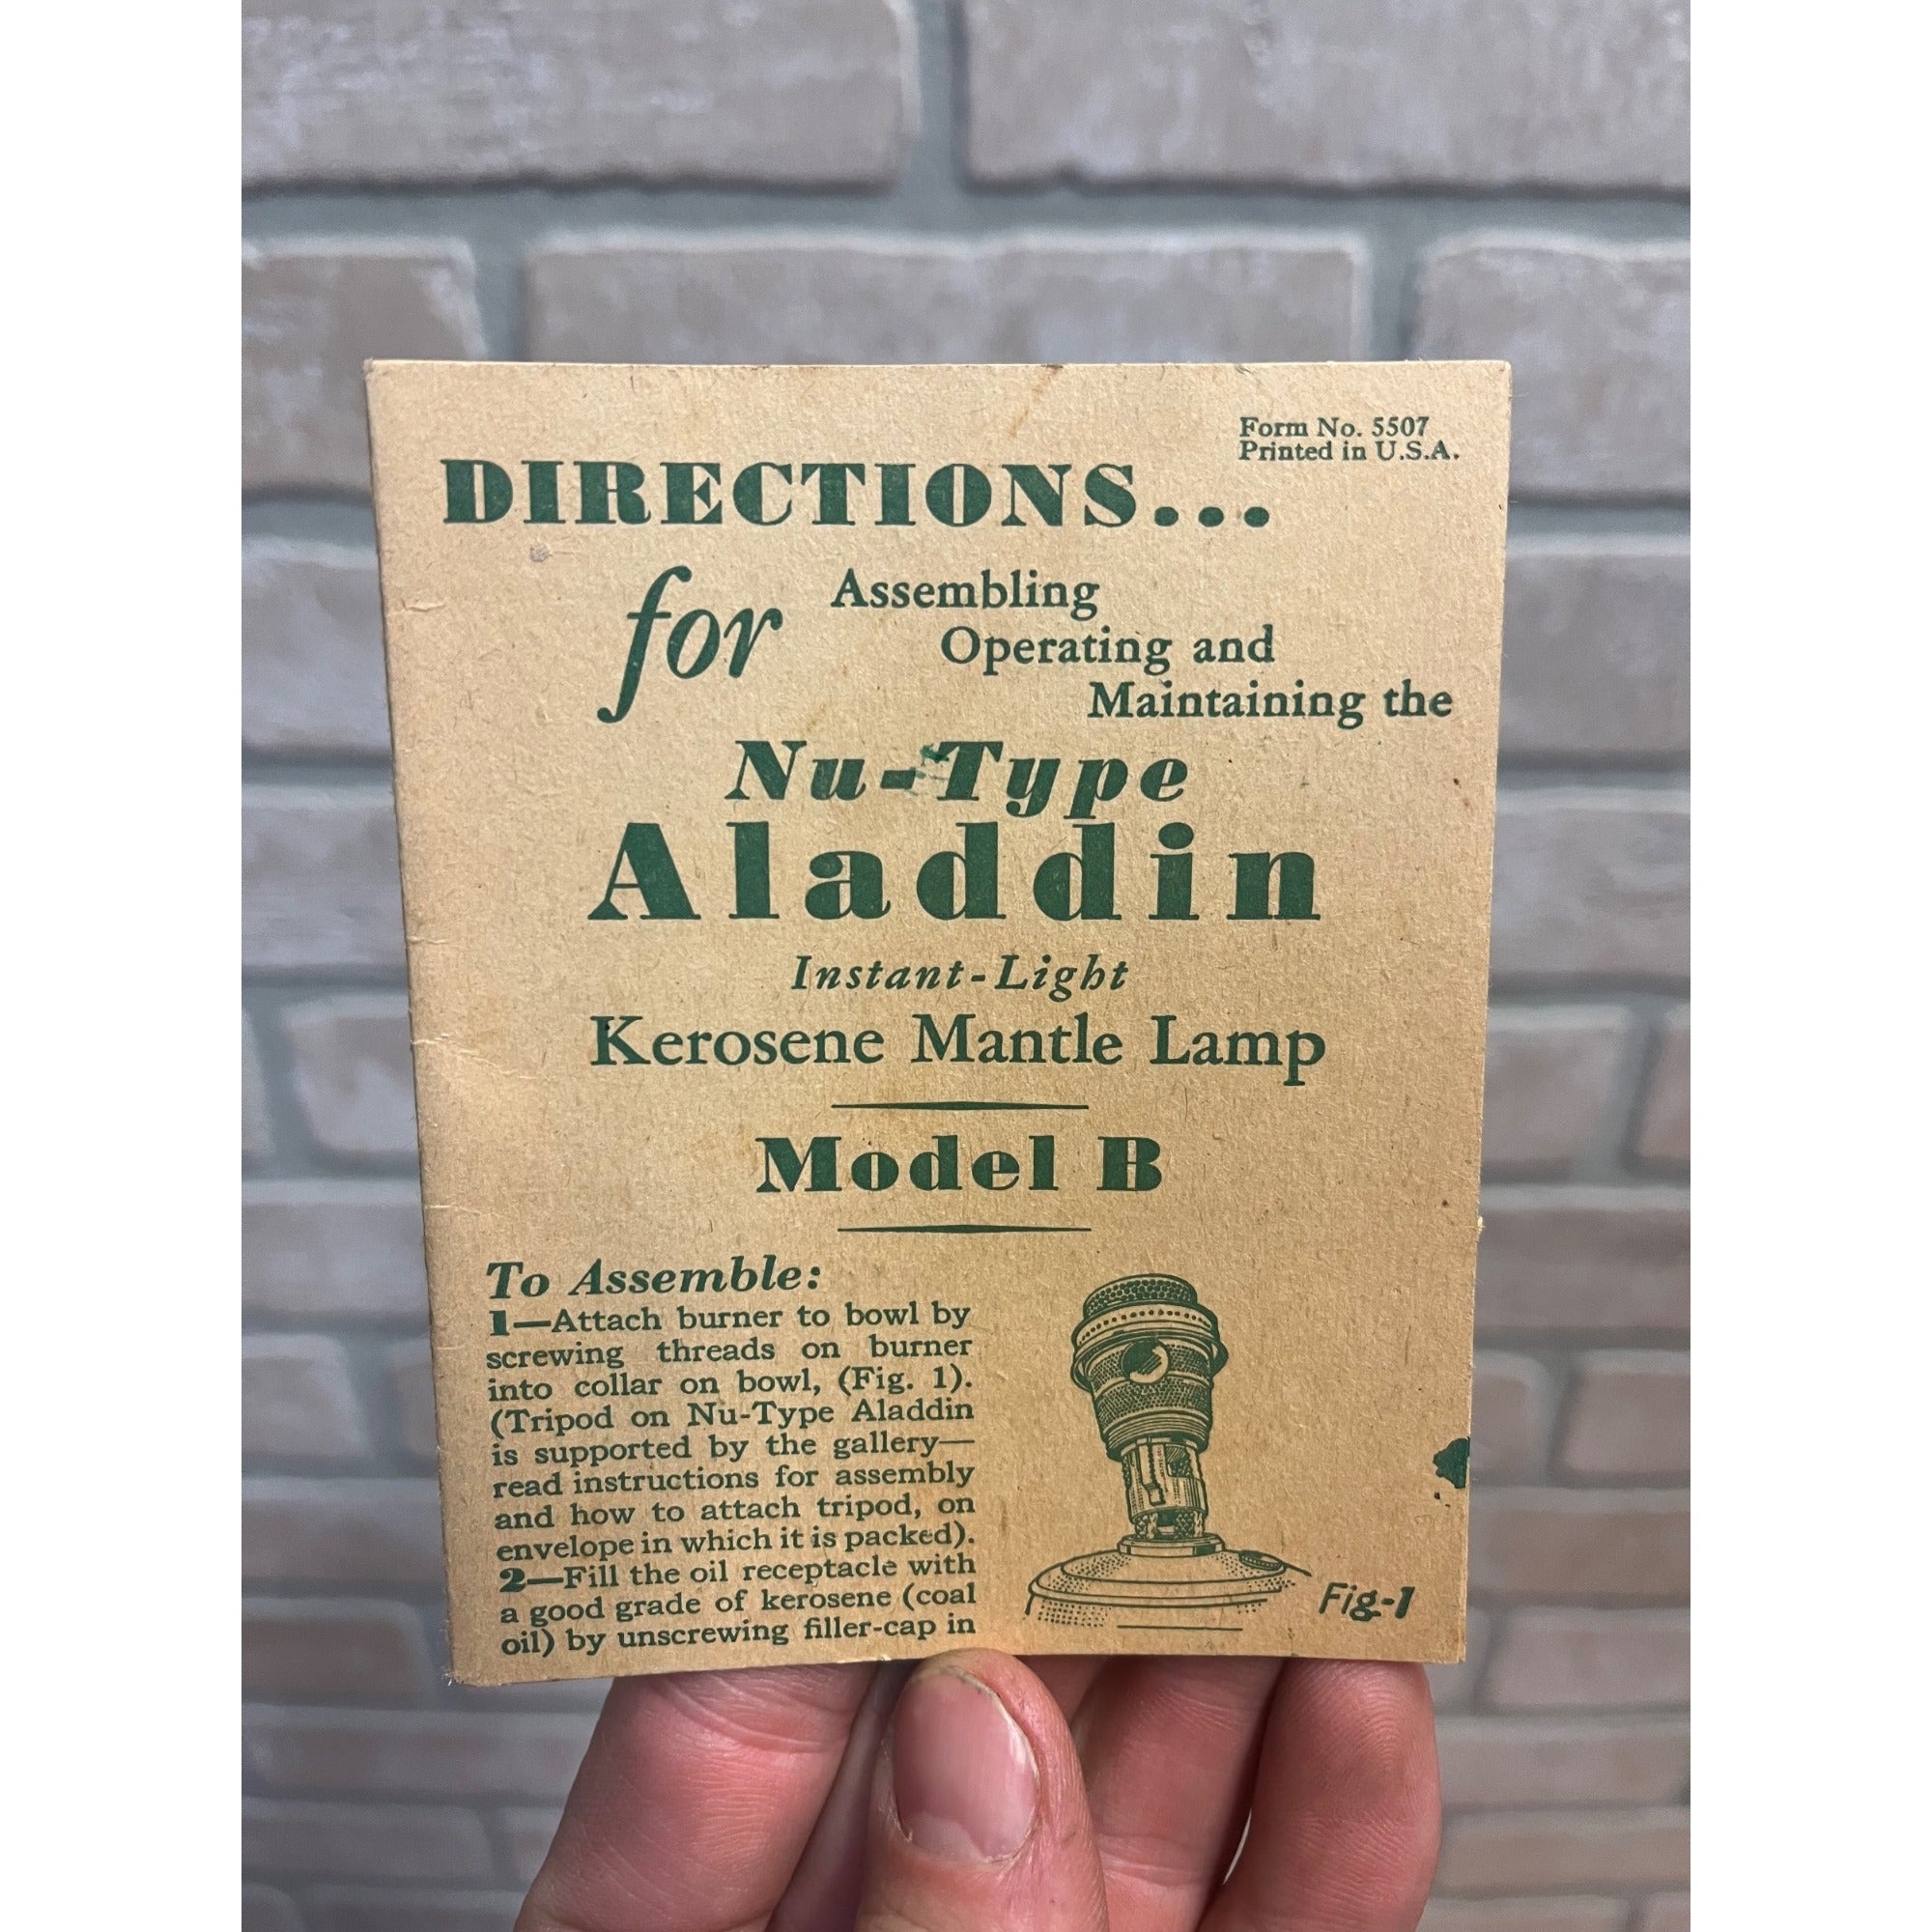 Form No. 5507
Printed in U.S.A.
DIRECTIONS...
for Assembling
Operating and
Maintaining the
Nu-Type
Aladdin
Instant-Light
Kerosene Mantle Lamp
Model B
To Assemble:
1—Attach burner to bowl by
screwing threads on burner
into collar on bowl, (Fig. 1).
(Tripod on Nu-Type Aladdin
is supported by the gallery—
read instructions for assembly
and how to attach tripod, on
envelope in which it is packed).
2—Fill the oil receptacle with
a good grade of kerosene (coal
oil) by unscrewing filler-cap in
Fig-1